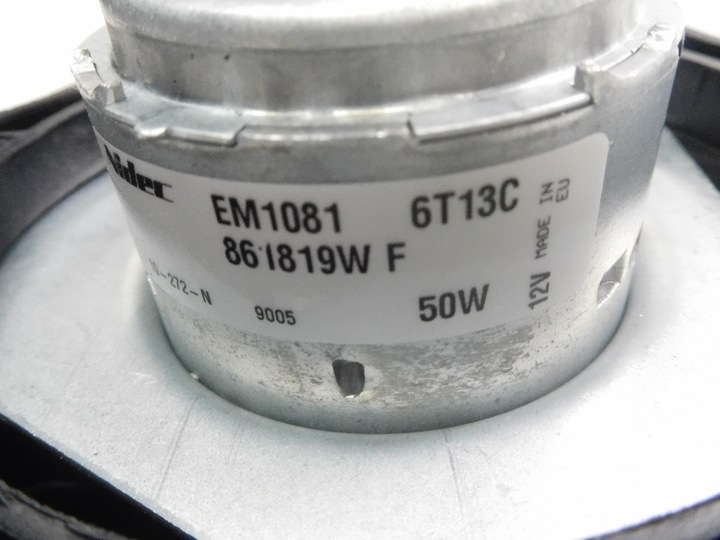 Nidec
EM1081 6T13C
861819W F
-272-N 9005 50W
12V MADE IN EU